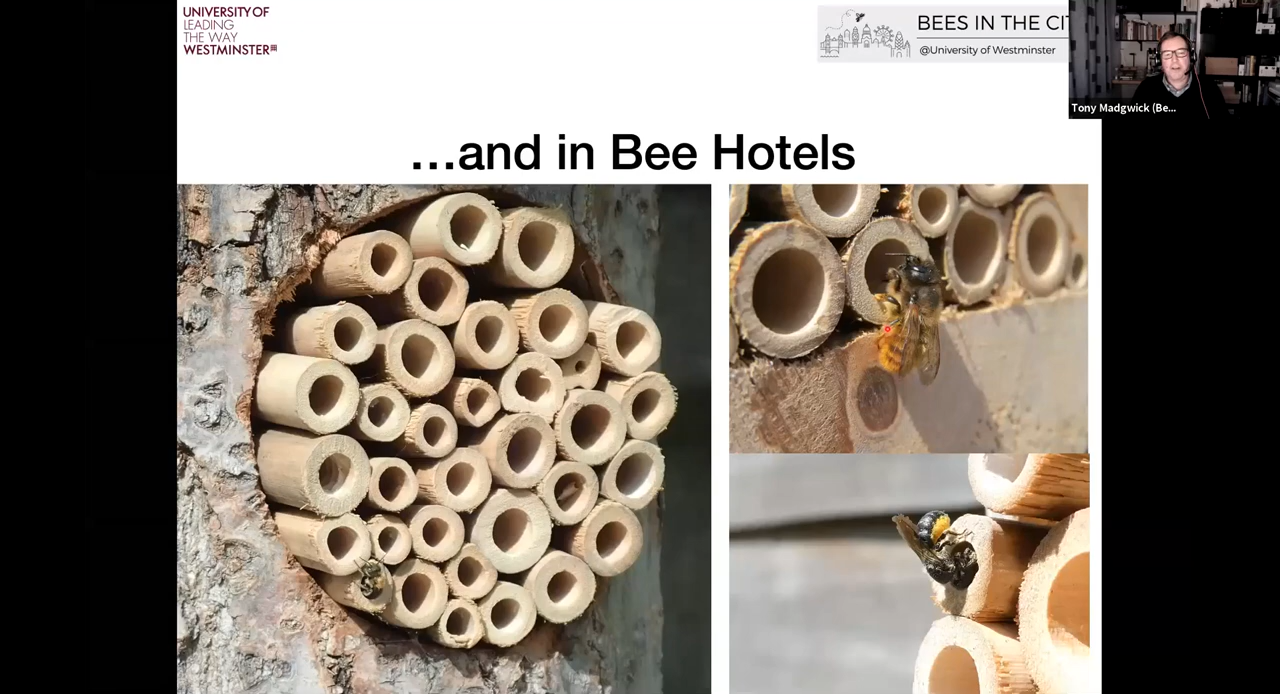 UNIVERSITY OF
LEADING
THE WAY
WESTMINSTER
BEES IN THE CIT
@University of Westminster
Tony Madgwick (Be...
...and in Bee Hotels